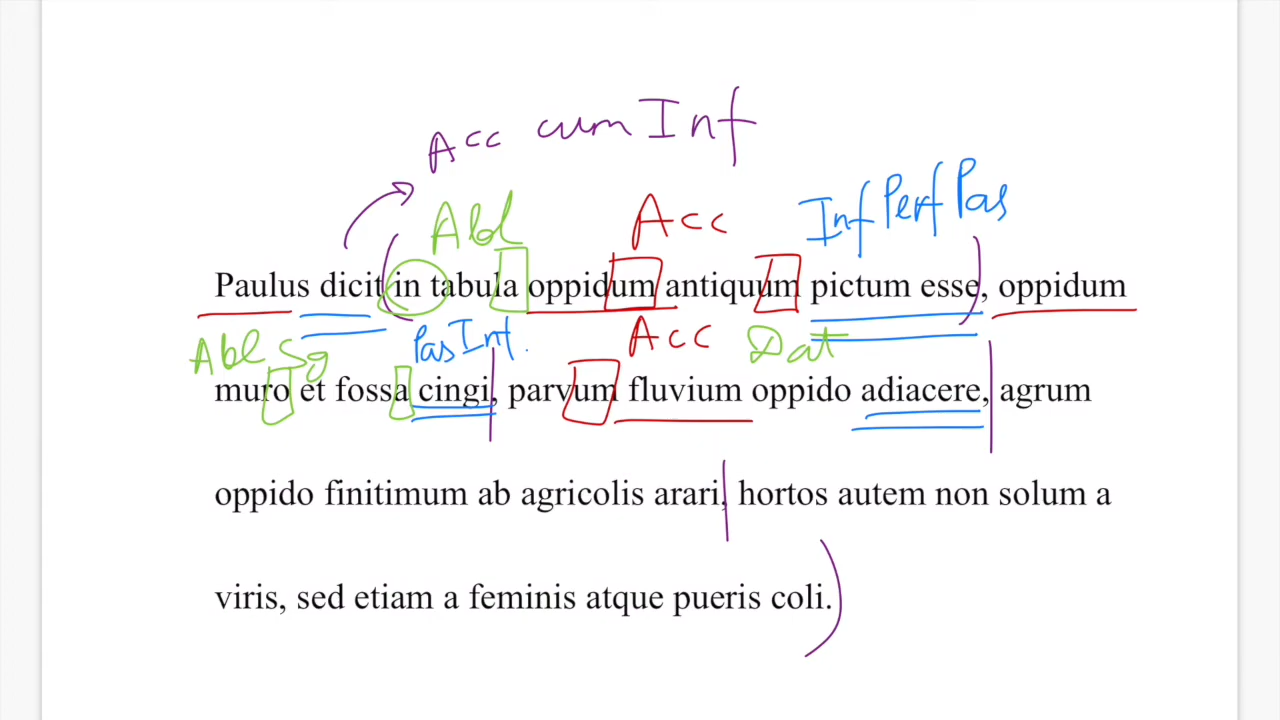 Acc cum Inf
Abl Acc Inf Perf Pas
Paulus dicit in tabula oppidum antiquum pictum esse, oppidum
Abl Sg Pas Inf. Acc Dat
muro et fossa cingi, parvum fluvium oppido adiacere, agrum
oppido finitimum ab agricolis arari, hortos autem non solum a
viris, sed etiam a feminis atque pueris coli.